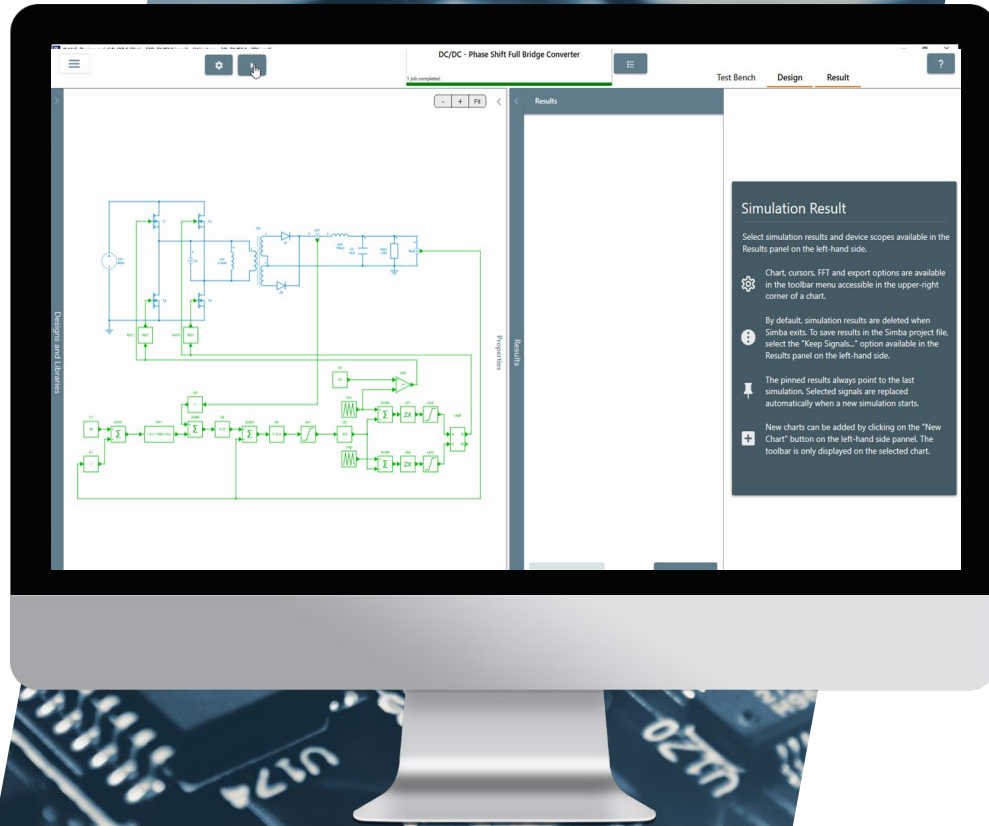 DC/DC - Phase Shift Full Bridge Converter
1 job completed
?
Test Bench Design Result
- + Fit
Results
Designs and Libraries
Properties
Results
Simulation Result
Select simulation results and device scopes available in the
Results panel on the left-hand side.
Chart, cursors, FFT and export options are available
in the toolbar menu accessible in the upper-right
corner of a chart.
By default, simulation results are deleted when
Simba exits. To save results in the Simba project file,
select the "Keep Signals..." option available in the
Results panel on the left-hand side.
The pinned results always point to the last
simulation. Selected signals are replaced
automatically when a new simulation starts.
New charts can be added by clicking on the "New
Chart" button on the left-hand side pannel. The
toolbar is only displayed on the selected chart.
NOT
NOT
Σ
Σ
Σ
Σ
ZX
Σ
ZX
U17
U20